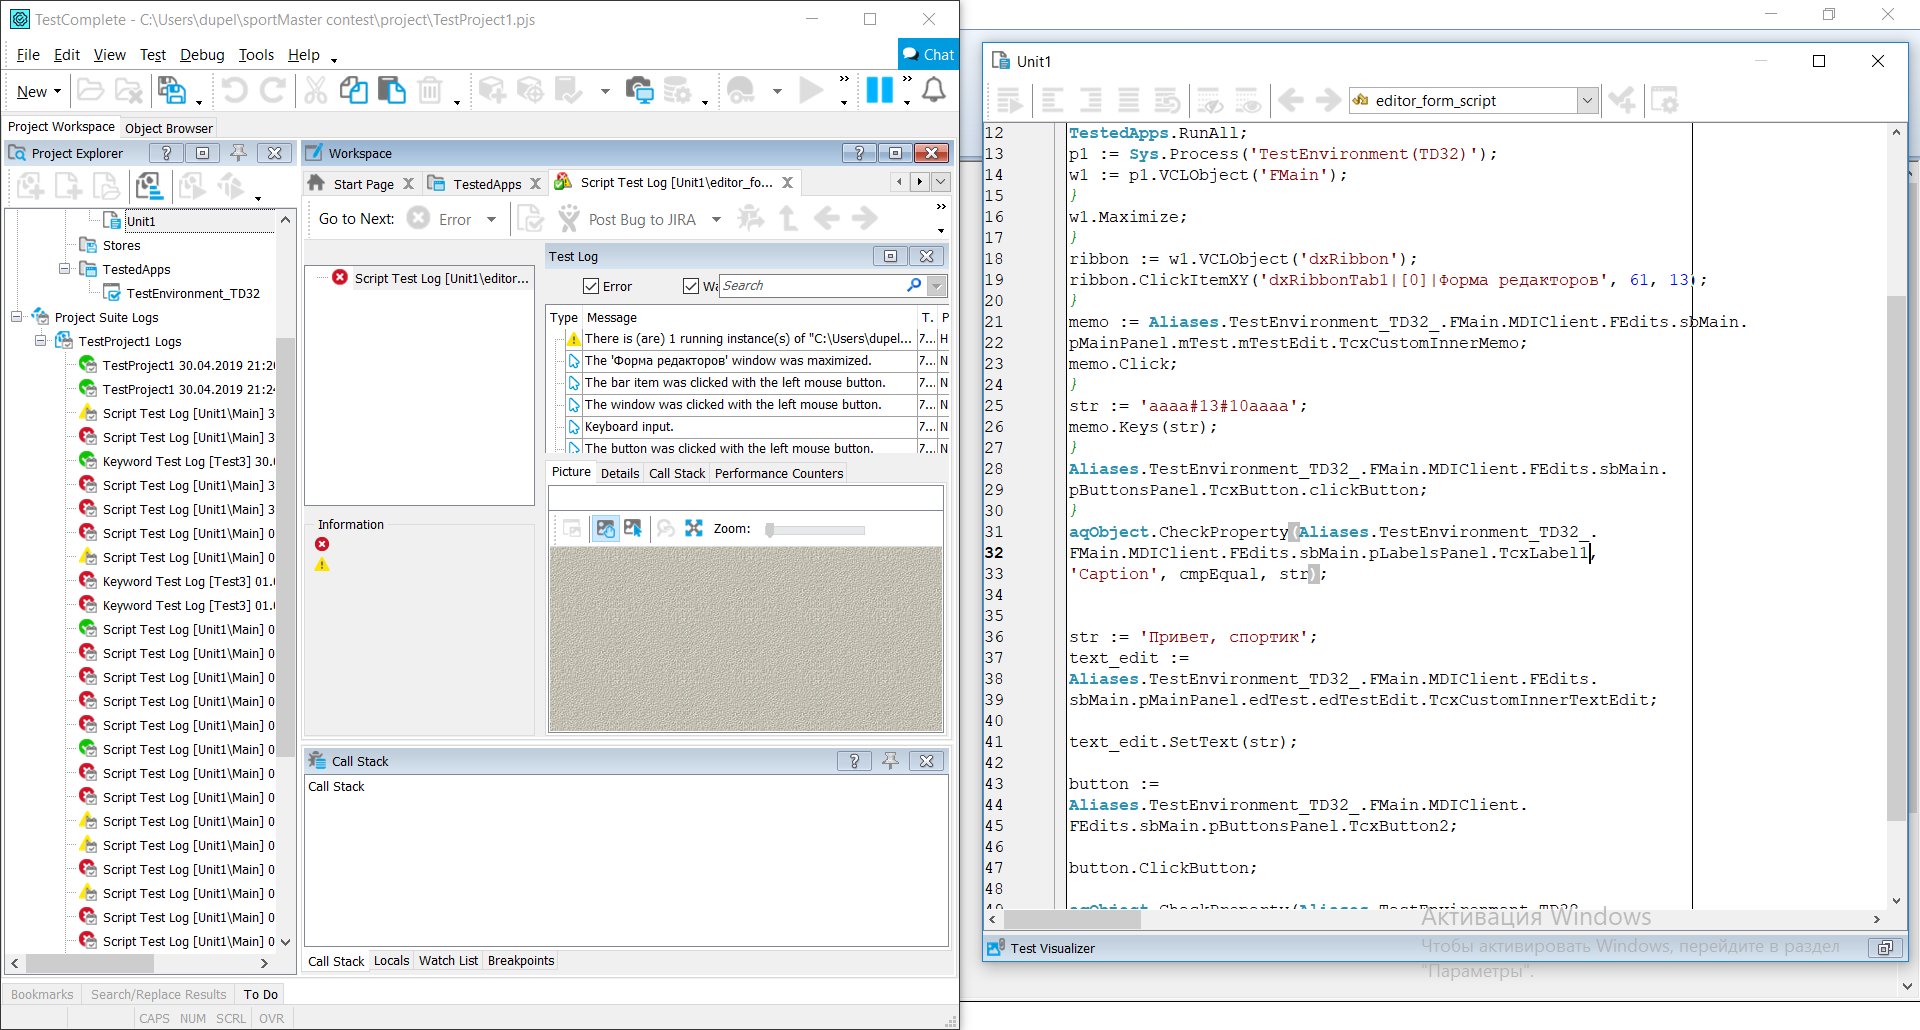 TestComplete - C:\Users\dupel\sportMaster contest\project\TestProject1.pjs
File Edit View Test Debug Tools Help
Chat
New
Project Workspace Object Browser
Project Explorer
Unit1
Stores
TestedApps
TestEnvironment_TD32
Project Suite Logs
TestProject1 Logs
TestProject1 30.04.2019 21:20
TestProject1 30.04.2019 21:24
Script Test Log [Unit1\Main] 3
Script Test Log [Unit1\Main] 3
Keyword Test Log [Test3] 30.0
Script Test Log [Unit1\Main] 3
Script Test Log [Unit1\Main] 3
Script Test Log [Unit1\Main] 0
Script Test Log [Unit1\Main] 0
Keyword Test Log [Test3] 01.0
Keyword Test Log [Test3] 01.0
Script Test Log [Unit1\Main] 0
Script Test Log [Unit1\Main] 0
Script Test Log [Unit1\Main] 0
Script Test Log [Unit1\Main] 0
Script Test Log [Unit1\Main] 0
Script Test Log [Unit1\Main] 0
Script Test Log [Unit1\Main] 0
Script Test Log [Unit1\Main] 0
Script Test Log [Unit1\Main] 0
Script Test Log [Unit1\Main] 0
Script Test Log [Unit1\Main] 0
Script Test Log [Unit1\Main] 0
Script Test Log [Unit1\Main] 0
Script Test Log [Unit1\Main] 0
Workspace
Start Page TestedApps Script Test Log [Unit1\editor_fo...
Go to Next: Error Post Bug to JIRA
Script Test Log [Unit1\editor...
Information
Test Log
Error Wa Search
Type Message T. P
There is (are) 1 running instance(s) of "C:\Users\dupel... 7... H
The 'Форма редакторов' window was maximized. 7... N
The bar item was clicked with the left mouse button. 7... N
The window was clicked with the left mouse button. 7... N
Keyboard input. 7... N
The button was clicked with the left mouse button. 7... N
Picture Details Call Stack Performance Counters
Zoom:
Call Stack
Call Stack
Call Stack Locals Watch List Breakpoints
Bookmarks Search/Replace Results To Do
CAPS NUM SCRL OVR
Unit1
editor_form_script
12 TestedApps.RunAll;
13 p1 := Sys.Process('TestEnvironment(TD32)');
14 w1 := p1.VCLObject('FMain');
15 }
16 w1.Maximize;
17 }
18 ribbon := w1.VCLObject('dxRibbon');
19 ribbon.ClickItemXY('dxRibbonTab1|[0]|Форма редакторов', 61, 13);
20 }
21 memo := Aliases.TestEnvironment_TD32_.FMain.MDIClient.FEdits.sbMain.
22 pMainPanel.mTest.mTestEdit.TcxCustomInnerMemo;
23 memo.Click;
24 }
25 str := 'aaaa#13#10aaaa';
26 memo.Keys(str);
27 }
28 Aliases.TestEnvironment_TD32_.FMain.MDIClient.FEdits.sbMain.
29 pButtonsPanel.TcxButton.clickButton;
30 }
31 aqObject.CheckProperty(Aliases.TestEnvironment_TD32_.
32 FMain.MDIClient.FEdits.sbMain.pLabelsPanel.TcxLabel1,
33 'Caption', cmpEqual, str);
34
35
36 str := 'Привет, спортик';
37 text_edit :=
38 Aliases.TestEnvironment_TD32_.FMain.MDIClient.FEdits.
39 sbMain.pMainPanel.edTest.edTestEdit.TcxCustomInnerTextEdit;
40
41 text_edit.SetText(str);
42
43 button :=
44 Aliases.TestEnvironment_TD32_.FMain.MDIClient.
45 FEdits.sbMain.pButtonsPanel.TcxButton2;
46
47 button.ClickButton;
48
49 aqObject.CheckProperty(Aliases.TestEnvironment_TD32_
Активация Windows
Чтобы активировать Windows, перейдите в раздел
"Параметры".
Test Visualizer